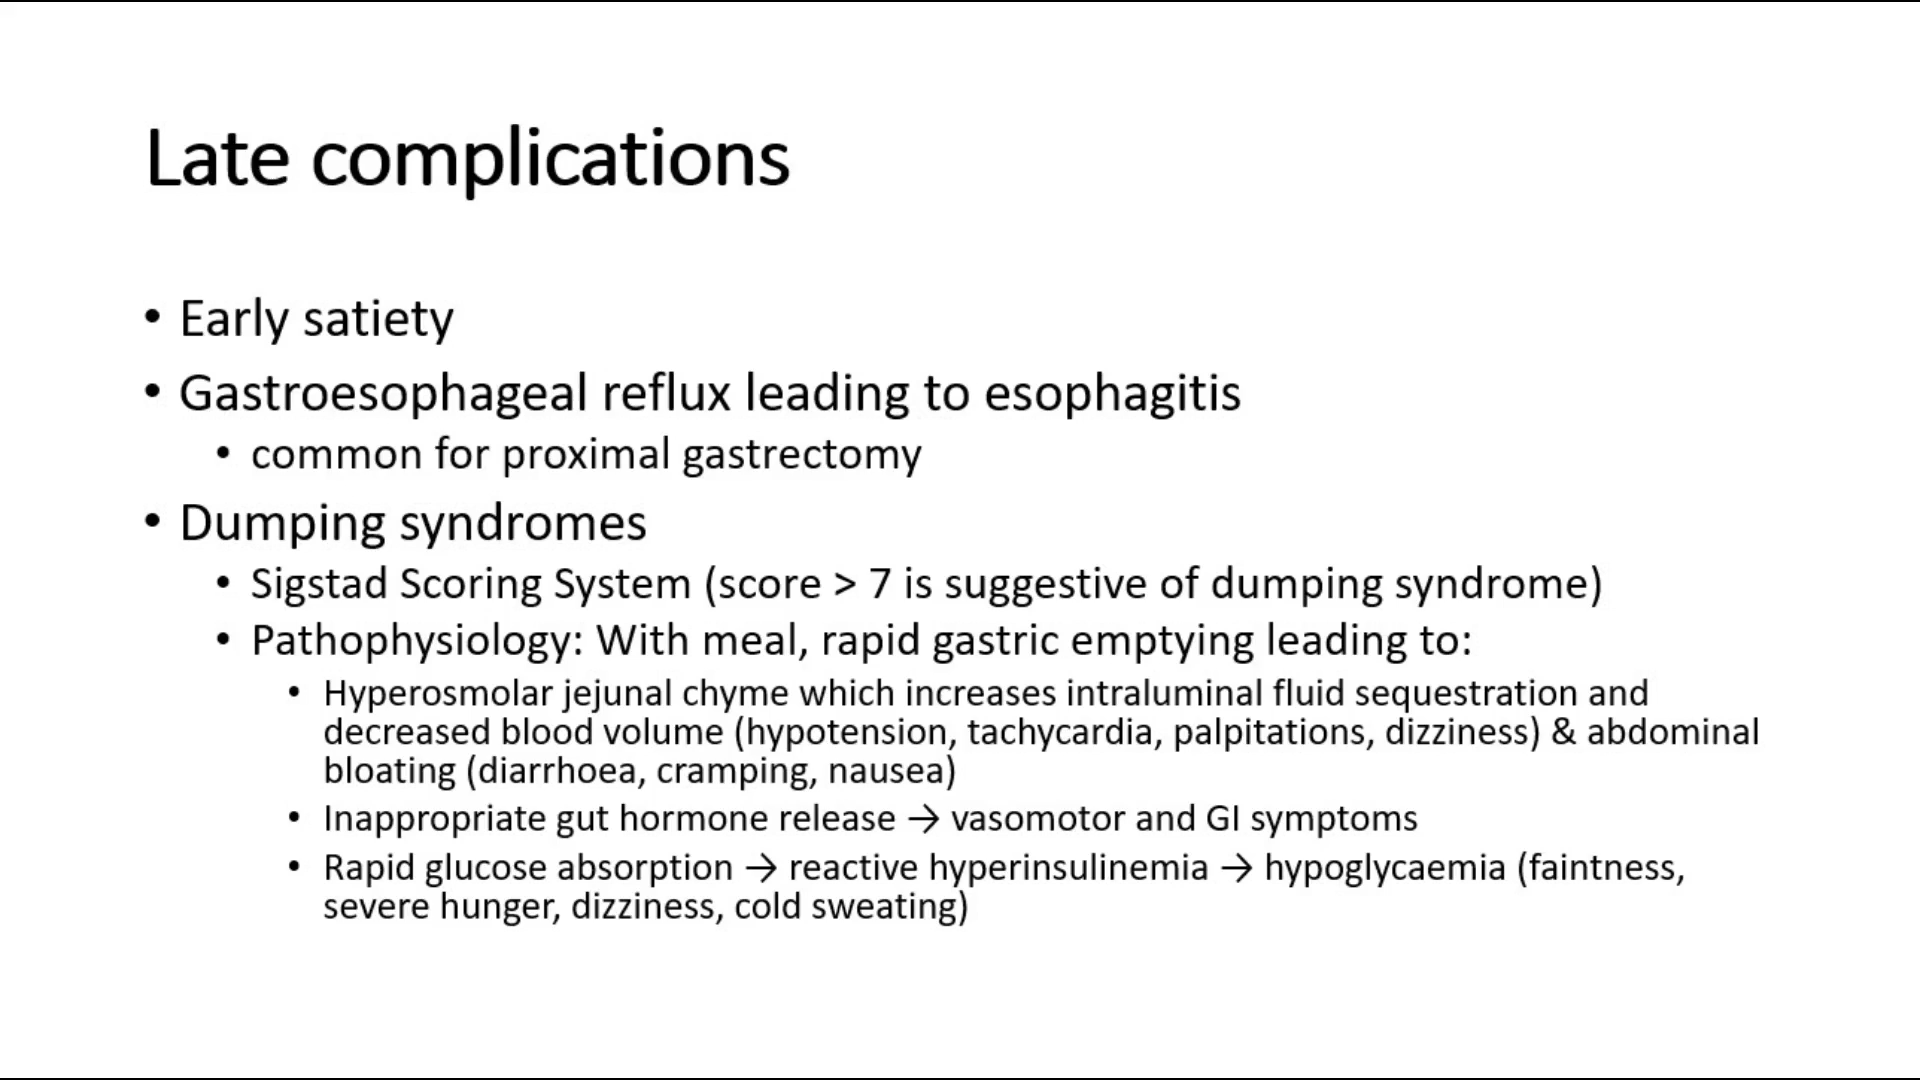 Late complications
• Early satiety
• Gastroesophageal reflux leading to esophagitis
• common for proximal gastrectomy
• Dumping syndromes
• Sigstad Scoring System (score > 7 is suggestive of dumping syndrome)
• Pathophysiology: With meal, rapid gastric emptying leading to:
• Hyperosmolar jejunal chyme which increases intraluminal fluid sequestration and
decreased blood volume (hypotension, tachycardia, palpitations, dizziness) & abdominal
bloating (diarrhoea, cramping, nausea)
• Inappropriate gut hormone release → vasomotor and GI symptoms
• Rapid glucose absorption → reactive hyperinsulinemia → hypoglycaemia (faintness,
severe hunger, dizziness, cold sweating)